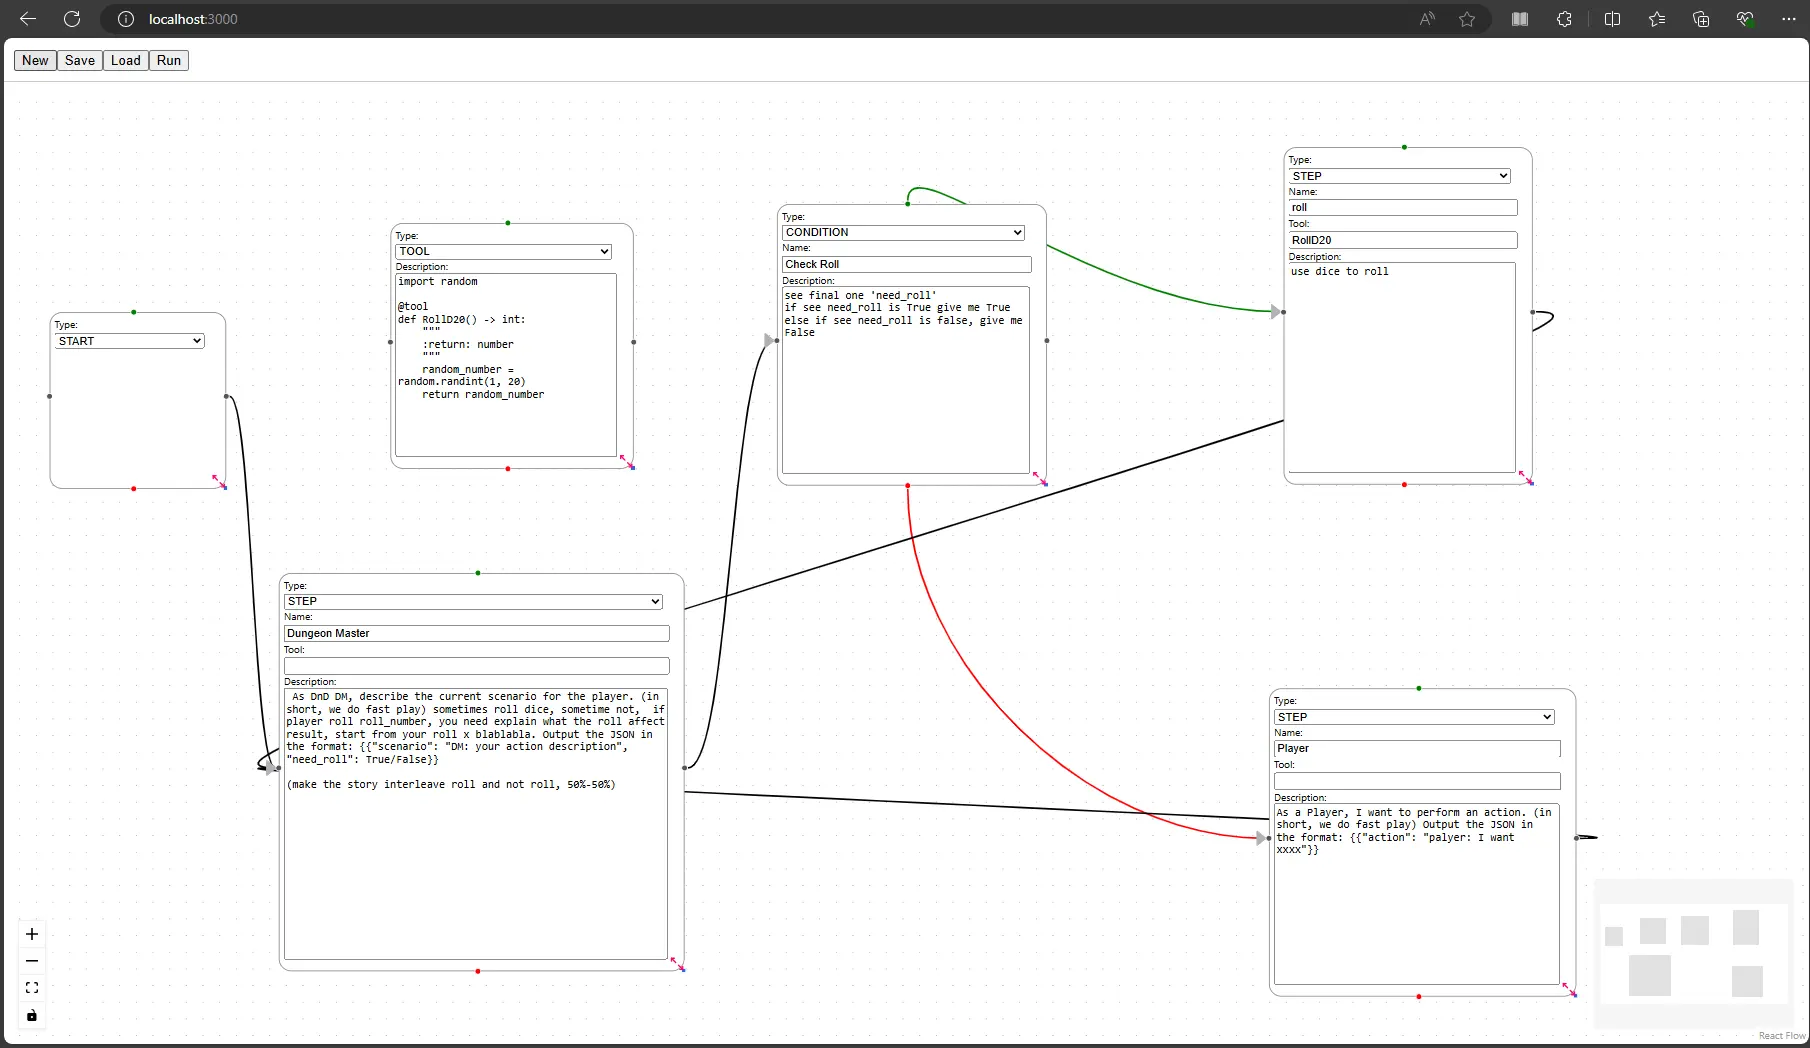 localhost:3000
New Save Load Run
Type:
START
Type:
TOOL
Description:
import random
@tool
def RollD20() -> int:
"""
:return: number
"""
random_number =
random.randint(1, 20)
return random_number
Type:
CONDITION
Name:
Check Roll
Description:
see final one 'need_roll'
if see need_roll is True give me True
else if see need_roll is false, give me
False
Type:
STEP
Name:
roll
Tool:
RollD20
Description:
use dice to roll
Type:
STEP
Name:
Dungeon Master
Tool:
Description:
As DnD DM, describe the current scenario for the player. (in
short, we do fast play) sometimes roll dice, sometime not, if
player roll roll_number, you need explain what the roll affect
result, start from your roll x blablabla. Output the JSON in
the format: {{"scenario": "DM: your action description",
"need_roll": True/False}}
(make the story interleave roll and not roll, 50%-50%)
Type:
STEP
Name:
Player
Tool:
Description:
As a Player, I want to perform an action. (in
short, we do fast play) Output the JSON in
the format: {{"action": "palyer: I want
xxxx"}}
React Flow